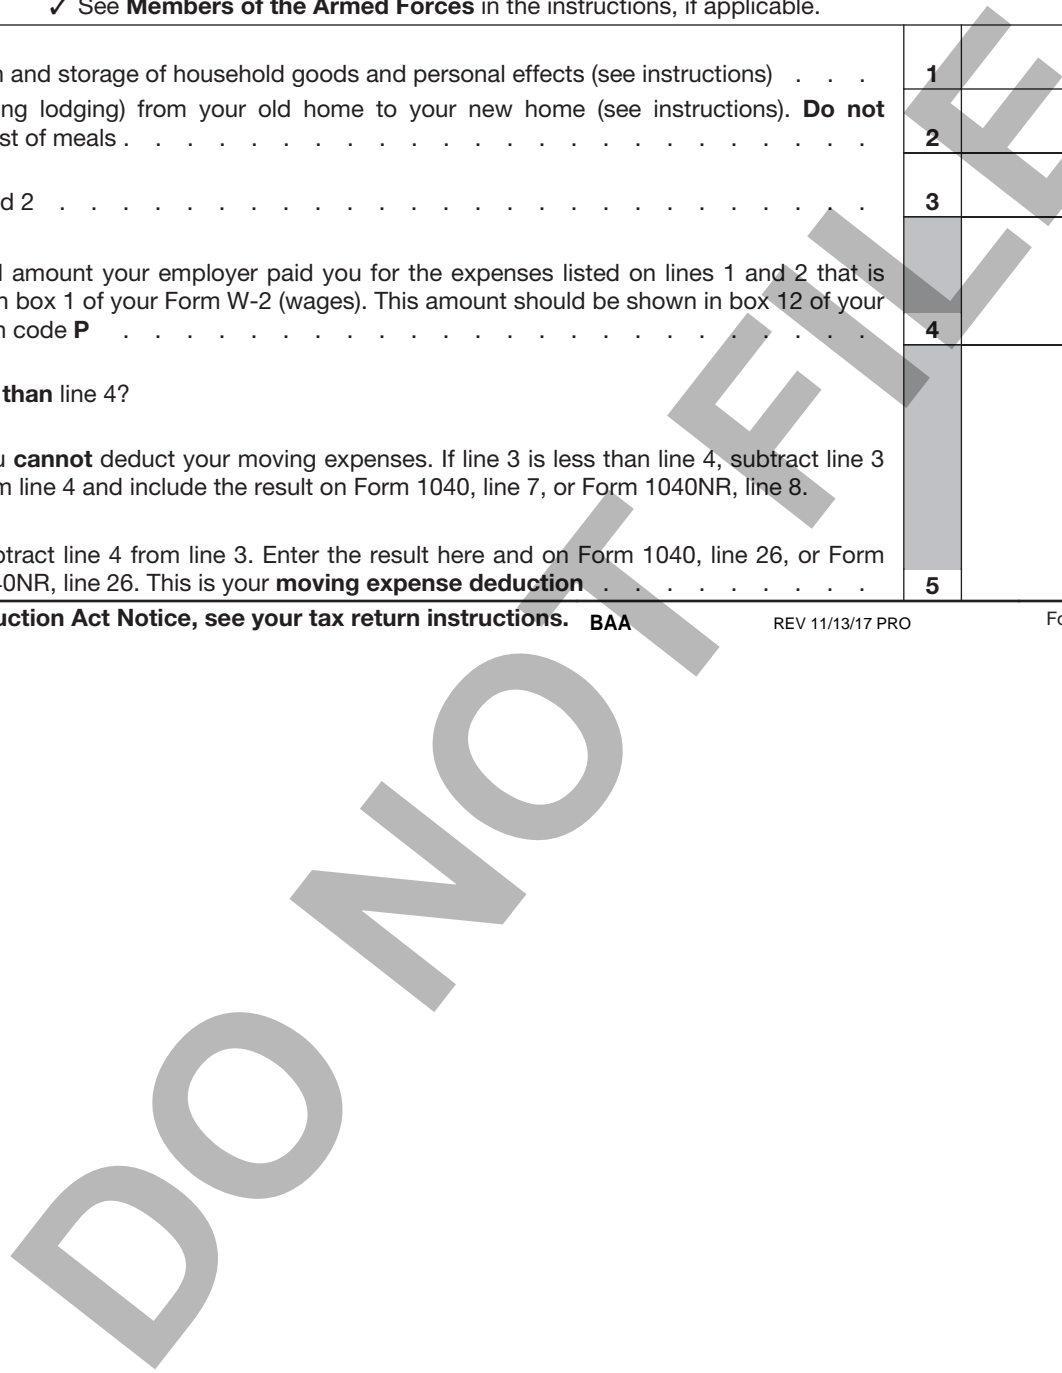 ✓ See Members of the Armed Forces in the instructions, if applicable.
and storage of household goods and personal effects (see instructions) . . . 1
lodging) from your old home to your new home (see instructions). Do not
of meals . . . . . . . . . . . . . . . . . . . . . . . . 2
2 . . . . . . . . . . . . . . . . . . . . . . . . . . 3
amount your employer paid you for the expenses listed on lines 1 and 2 that is
box 1 of your Form W-2 (wages). This amount should be shown in box 12 of your
code P . . . . . . . . . . . . . . . . . . . . . . . . 4
than line 4?
cannot deduct your moving expenses. If line 3 is less than line 4, subtract line 3
line 4 and include the result on Form 1040, line 7, or Form 1040NR, line 8.
line 4 from line 3. Enter the result here and on Form 1040, line 26, or Form
line 26. This is your moving expense deduction . . . . . . . . . 5
Act Notice, see your tax return instructions. BAA REV 11/13/17 PRO
DO NOT FILE